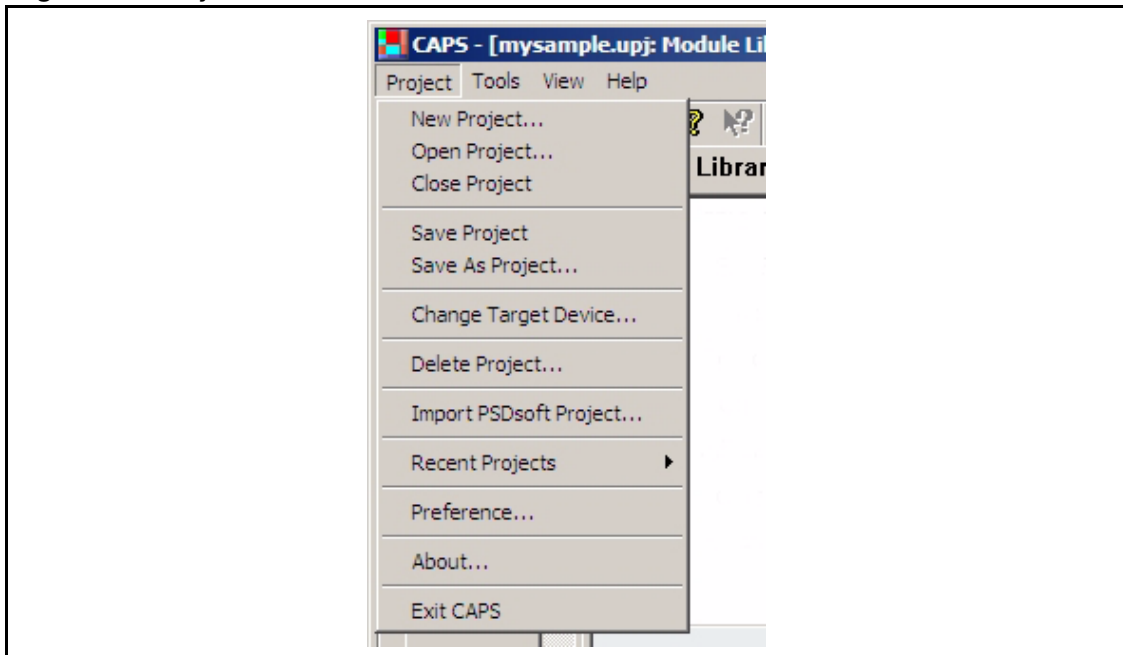 CAPS - [mysample.upj: Module Li
Project Tools View Help
New Project...
Open Project...
Close Project
Librar
Save Project
Save As Project...
Change Target Device...
Delete Project...
Import PSDsoft Project...
Recent Projects
Preference...
About...
Exit CAPS